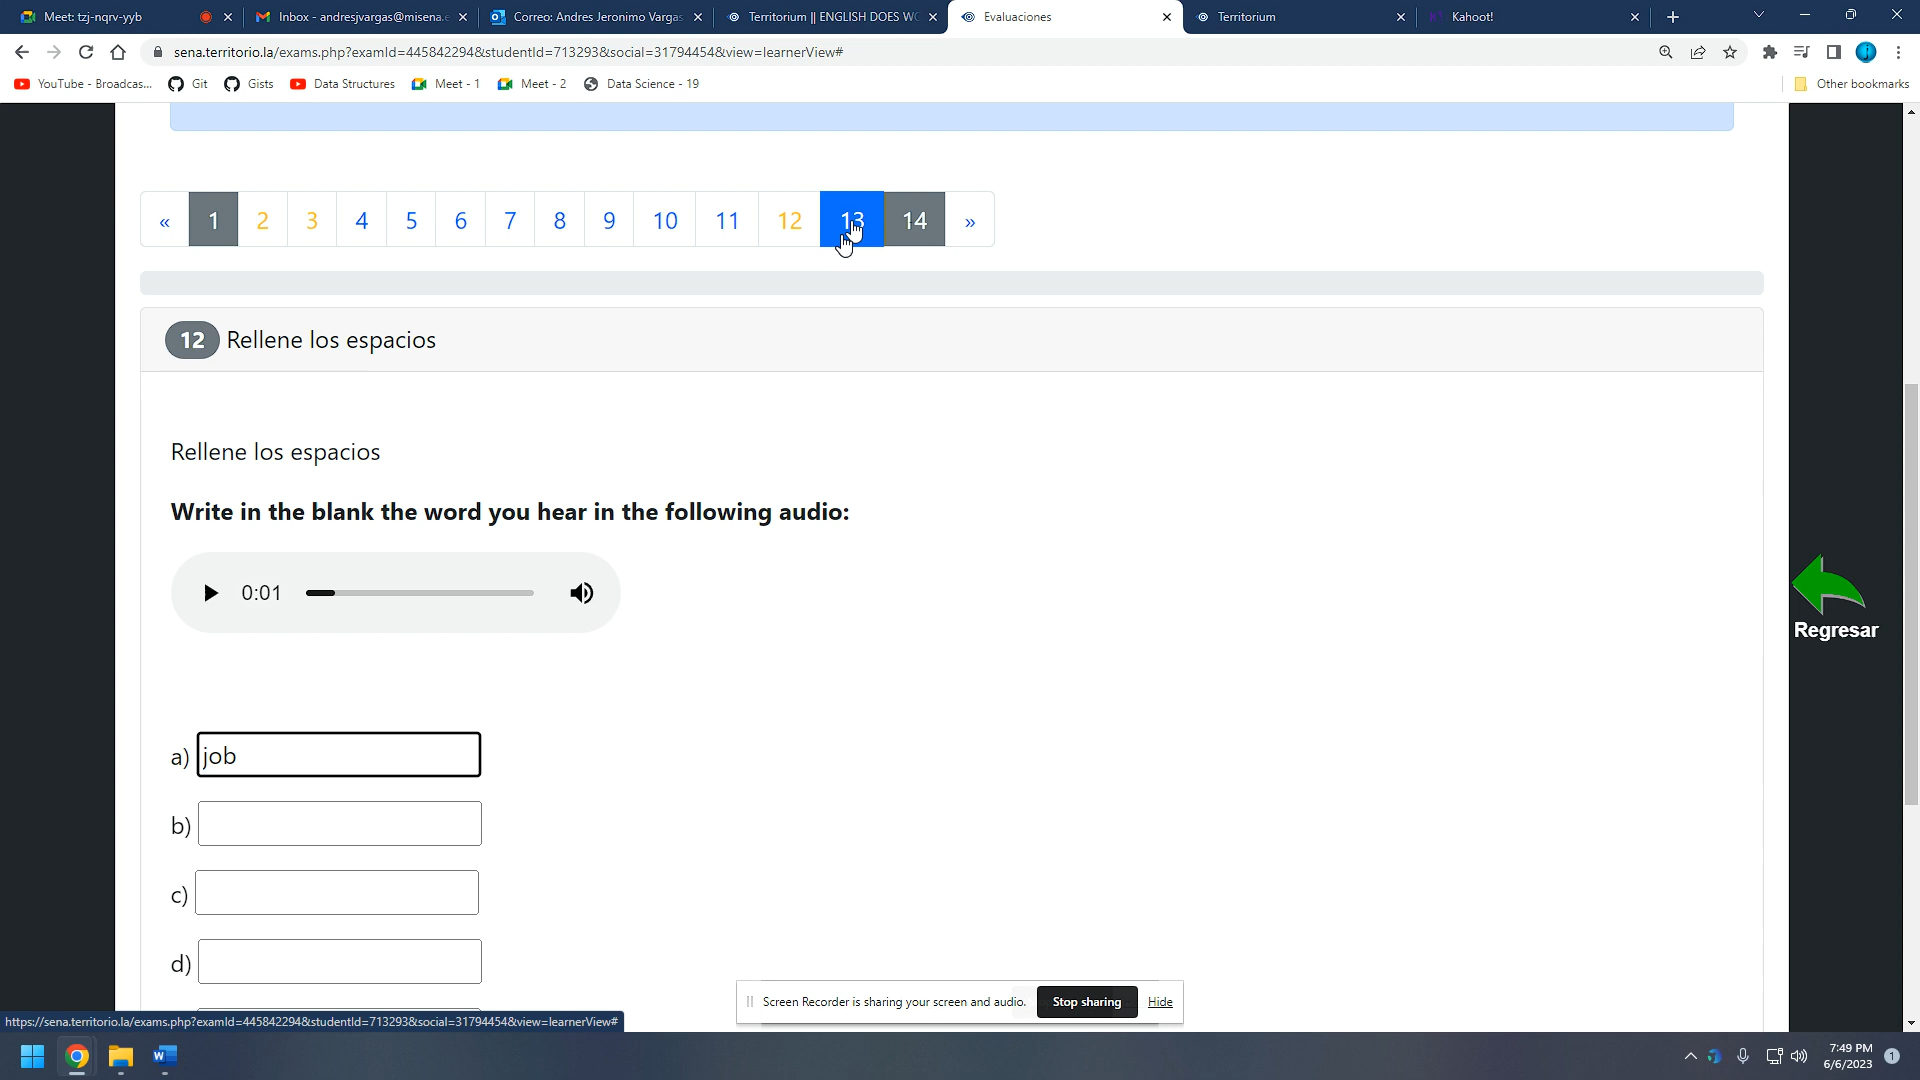 Meet: tzj-nqrv-yyb
Inbox - andresjvargas@misena.e
Correo: Andres Jeronimo Vargas
Territorium || ENGLISH DOES WO
Evaluaciones
Territorium
Kahoot!
sena.territorio.la/exams.php?examId=445842294&studentId=713293&social=31794454&view=learnerView#
YouTube - Broadcas...
Git
Gists
Data Structures
Meet - 1
Meet - 2
Data Science - 19
Other bookmarks
« 1 2 3 4 5 6 7 8 9 10 11 12 13 14 »
12 Rellene los espacios
Rellene los espacios
Write in the blank the word you hear in the following audio:
0:01
Regresar
a) job
b)
c)
d)
Screen Recorder is sharing your screen and audio.
Stop sharing
Hide
https://sena.territorio.la/exams.php?examId=445842294&studentId=713293&social=31794454&view=learnerView#
7:49 PM
6/6/2023
1